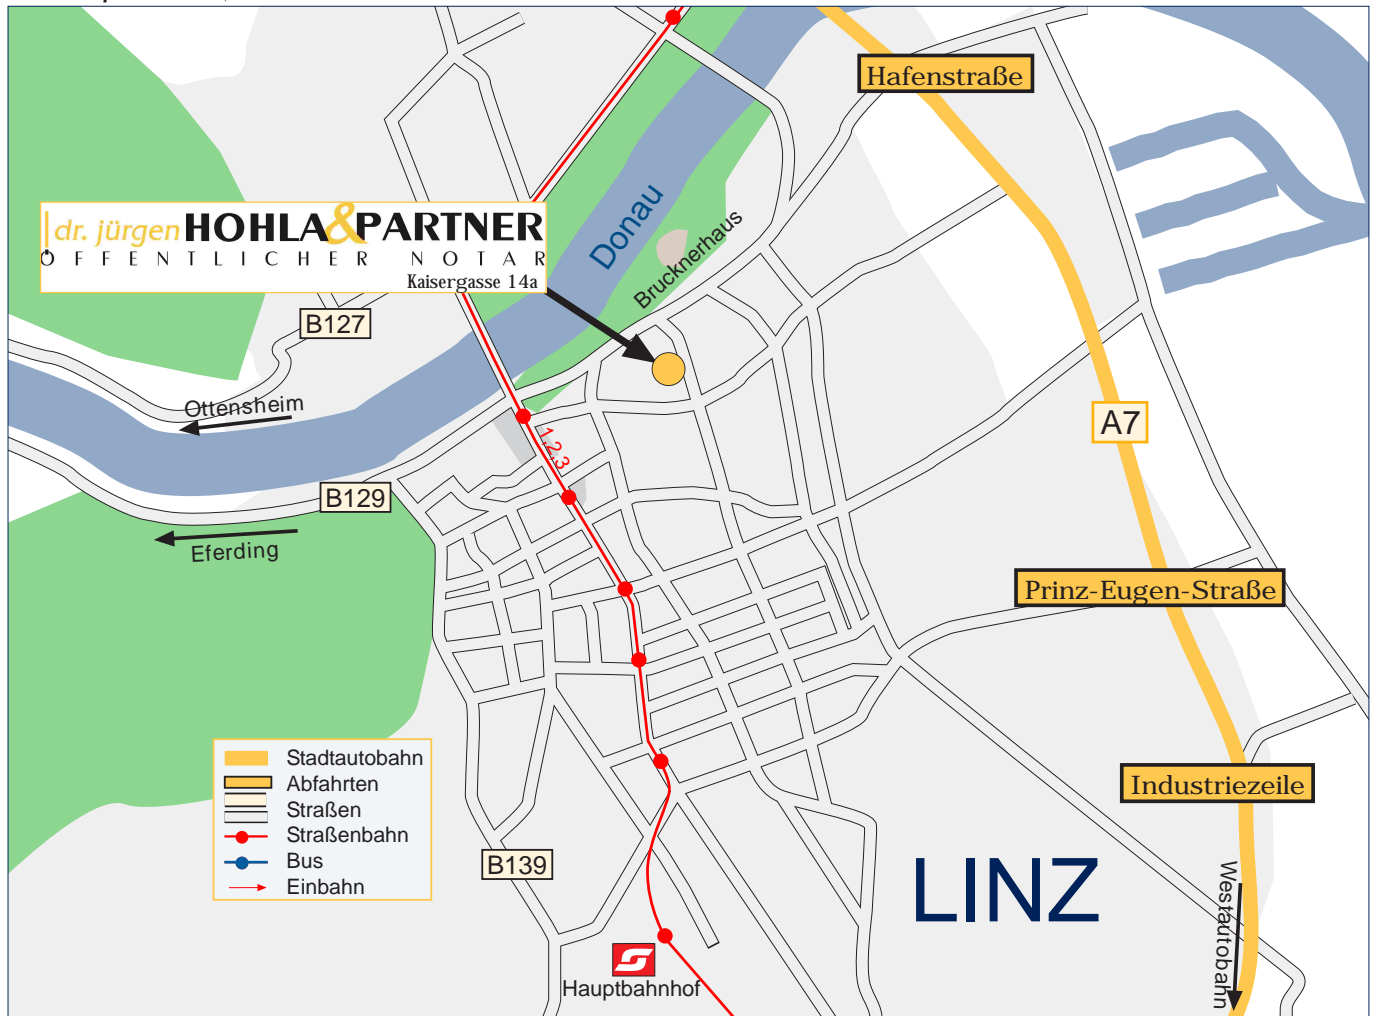 Hafenstraße
dr. jürgen HOHLA & PARTNER
ÖFFENTLICHER NOTAR
Kaisergasse 14a
Donau
Brucknerhaus
B127
Ottensheim
A7
1,2,3
B129
Eferding
Prinz-Eugen-Straße
Stadtautobahn
Abfahrten
Straßen
Straßenbahn
Bus
Einbahn
Industriezeile
B139
LINZ
Westautobahn
Hauptbahnhof